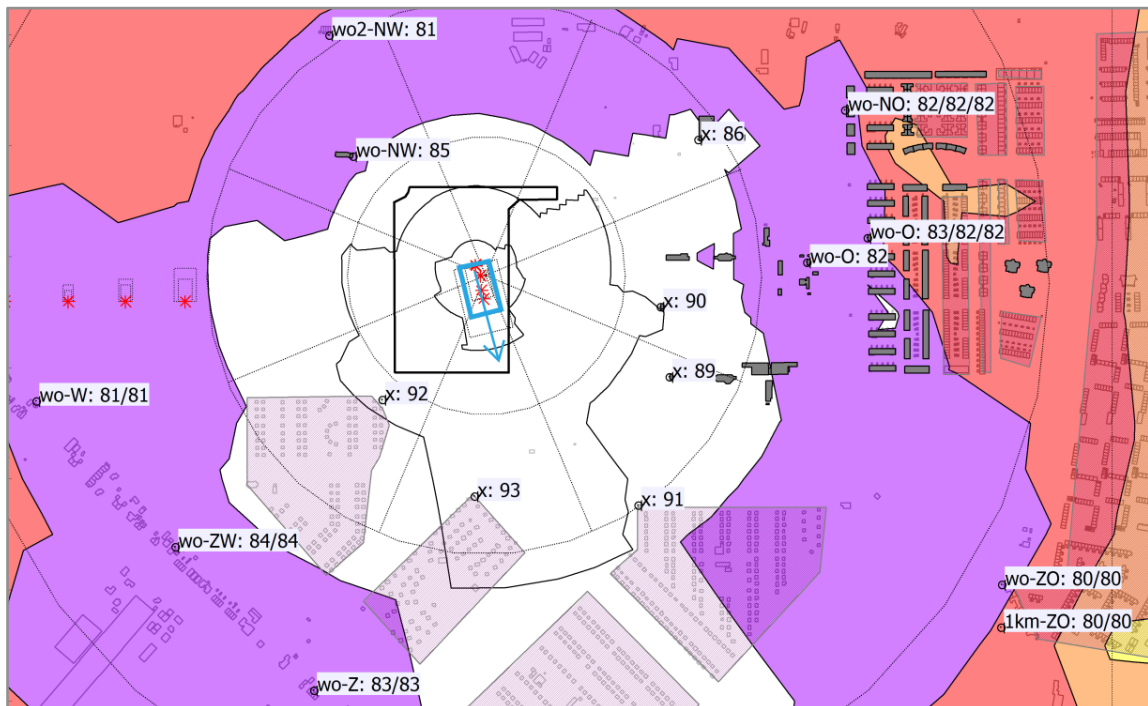 wo2-NW: 81
wo-NO: 82/82/82
x: 86
wo-NW: 85
wo-O: 83/82/82
wo-O: 82
x: 90
x: 89
wo-W: 81/81
x: 92
x: 93
x: 91
wo-ZW: 84/84
wo-ZO: 80/80
1km-ZO: 80/80
wo-Z: 83/83